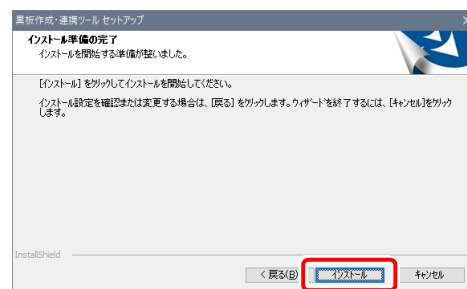 黒板作成・連携ツール セットアップ
インストール準備の完了
インストールを開始する準備が整いました。
[インストール] をクリックしてインストールを開始してください。
インストール設定を確認または変更する場合は、[戻る] をクリックします。ウィザードを終了するには、[キャンセル]をクリック
します。
InstallShield
< 戻る(B)
インストール
キャンセル